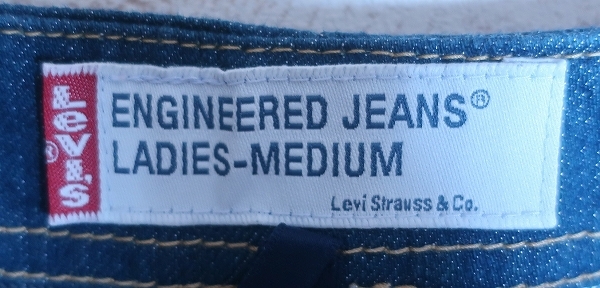 LEVI'S®
ENGINEERED JEANS®
LADIES-MEDIUM
Levi Strauss & Co.